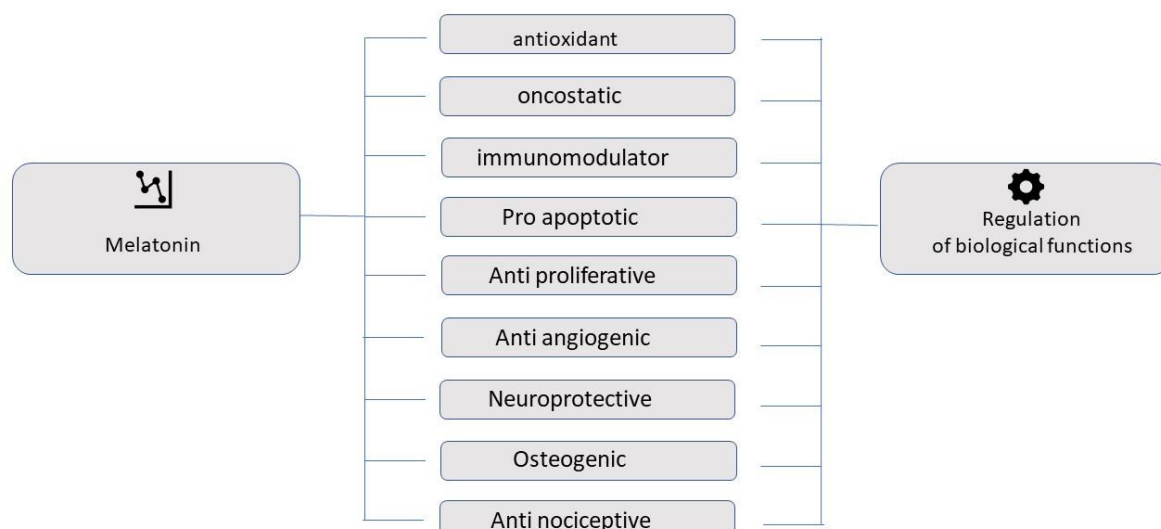 Melatonin
antioxidant
oncostatic
immunomodulator
Pro apoptotic
Anti proliferative
Anti angiogenic
Neuroprotective
Osteogenic
Anti nociceptive
Regulation
of biological functions